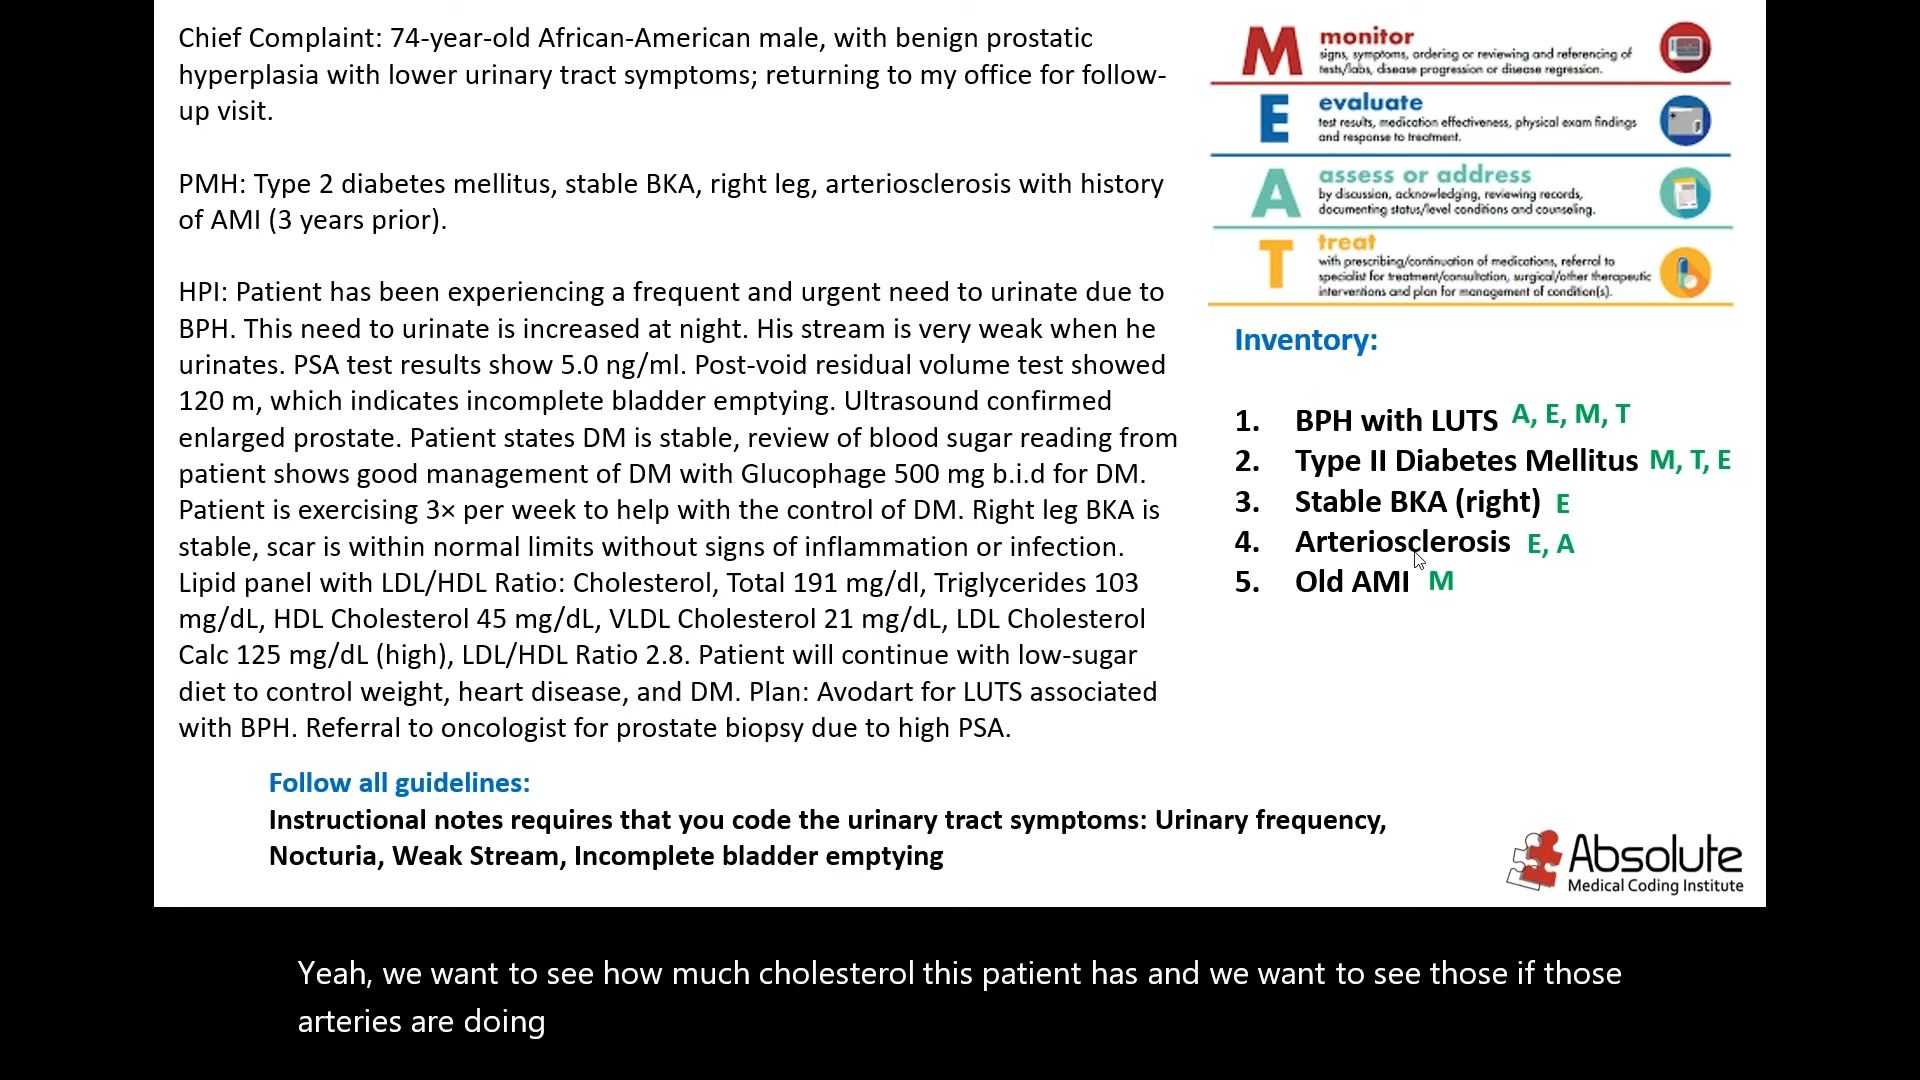 Chief Complaint: 74-year-old African-American male, with benign prostatic
hyperplasia with lower urinary tract symptoms; returning to my office for follow-
up visit.
PMH: Type 2 diabetes mellitus, stable BKA, right leg, arteriosclerosis with history
of AMI (3 years prior).
HPI: Patient has been experiencing a frequent and urgent need to urinate due to
BPH. This need to urinate is increased at night. His stream is very weak when he
urinates. PSA test results show 5.0 ng/ml. Post-void residual volume test showed
120 m, which indicates incomplete bladder emptying. Ultrasound confirmed
enlarged prostate. Patient states DM is stable, review of blood sugar reading from
patient shows good management of DM with Glucophage 500 mg b.i.d for DM.
Patient is exercising 3× per week to help with the control of DM. Right leg BKA is
stable, scar is within normal limits without signs of inflammation or infection.
Lipid panel with LDL/HDL Ratio: Cholesterol, Total 191 mg/dl, Triglycerides 103
mg/dL, HDL Cholesterol 45 mg/dL, VLDL Cholesterol 21 mg/dL, LDL Cholesterol
Calc 125 mg/dL (high), LDL/HDL Ratio 2.8. Patient will continue with low-sugar
diet to control weight, heart disease, and DM. Plan: Avodart for LUTS associated
with BPH. Referral to oncologist for prostate biopsy due to high PSA.
M monitor
signs, symptoms, ordering or reviewing and referencing of
tests/labs, disease progression or disease regression.
E evaluate
test results, medication effectiveness, physical exam findings
and response to treatment.
A assess or address
by discussion, acknowledging, reviewing records,
documenting status/level conditions and counseling.
T treat
with prescribing/continuation of medications, referral to
specialist for treatment/consultation, surgical/other therapeutic
interventions and plan for management of condition(s).
Inventory:
1. BPH with LUTS A, E, M, T
2. Type II Diabetes Mellitus M, T, E
3. Stable BKA (right) E
4. Arteriosclerosis E, A
5. Old AMI M
Follow all guidelines:
Instructional notes requires that you code the urinary tract symptoms: Urinary frequency,
Nocturia, Weak Stream, Incomplete bladder emptying
Absolute
Medical Coding Institute
Yeah, we want to see how much cholesterol this patient has and we want to see those if those
arteries are doing